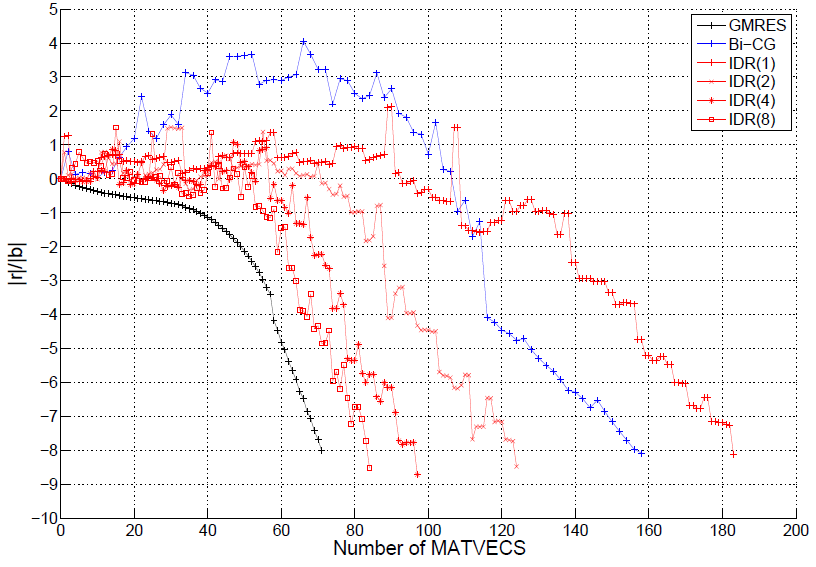 5
4
3
2
1
0
−1
−2
−3
−4
−5
−6
−7
−8
−9
−10
|r|/|b|
GMRES
Bi−CG
IDR(1)
IDR(2)
IDR(4)
IDR(8)
0 20 40 60 80 100 120 140 160 180 200
Number of MATVECS